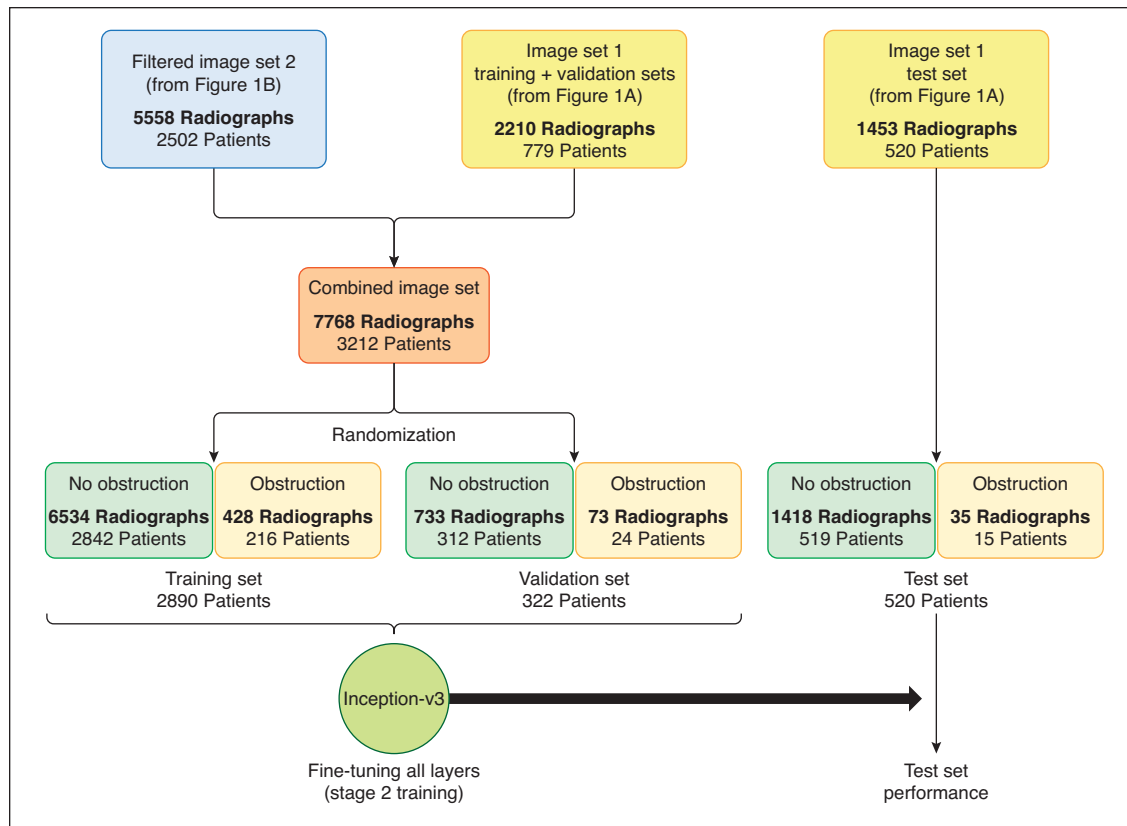 Filtered image set 2
(from Figure 1B)
5558 Radiographs
2502 Patients
Image set 1
training + validation sets
(from Figure 1A)
2210 Radiographs
779 Patients
Image set 1
test set
(from Figure 1A)
1453 Radiographs
520 Patients
Combined image set
7768 Radiographs
3212 Patients
Randomization
No obstruction
6534 Radiographs
2842 Patients
Obstruction
428 Radiographs
216 Patients
No obstruction
733 Radiographs
312 Patients
Obstruction
73 Radiographs
24 Patients
No obstruction
1418 Radiographs
519 Patients
Obstruction
35 Radiographs
15 Patients
Training set
2890 Patients
Validation set
322 Patients
Test set
520 Patients
Inception-v3
Fine-tuning all layers
(stage 2 training)
Test set
performance